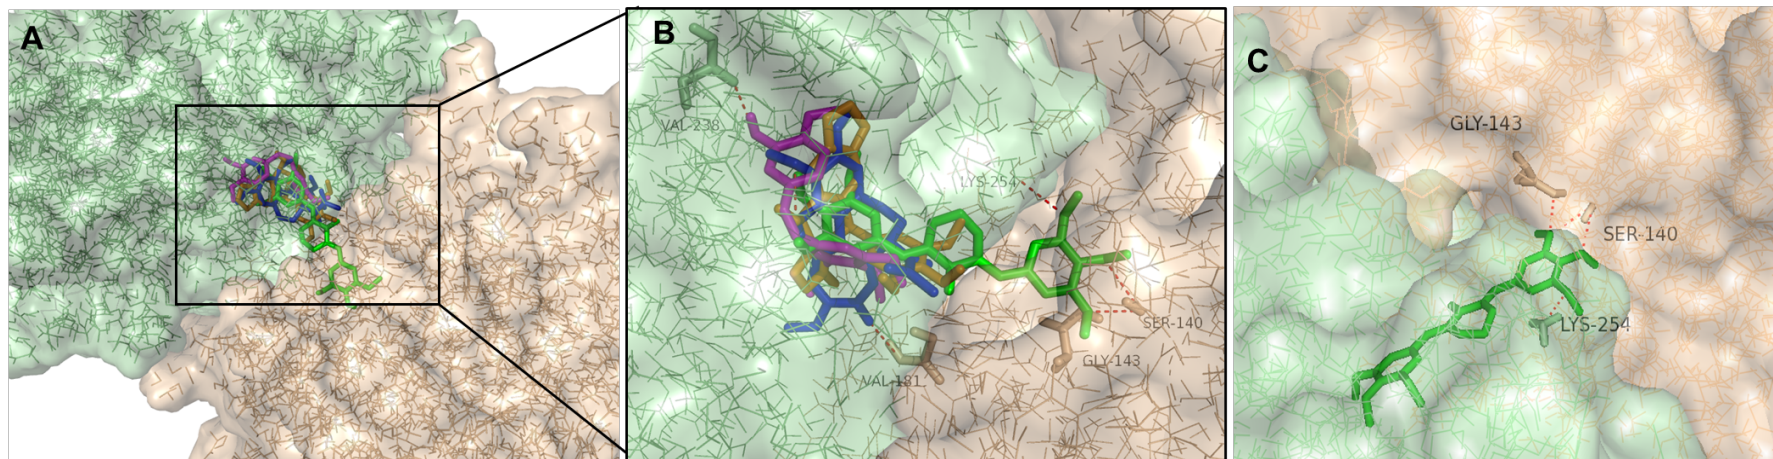 A
B
VAL-238
LYS-254
SER-140
GLY-143
VAL-181
C
GLY-143
SER-140
LYS-254